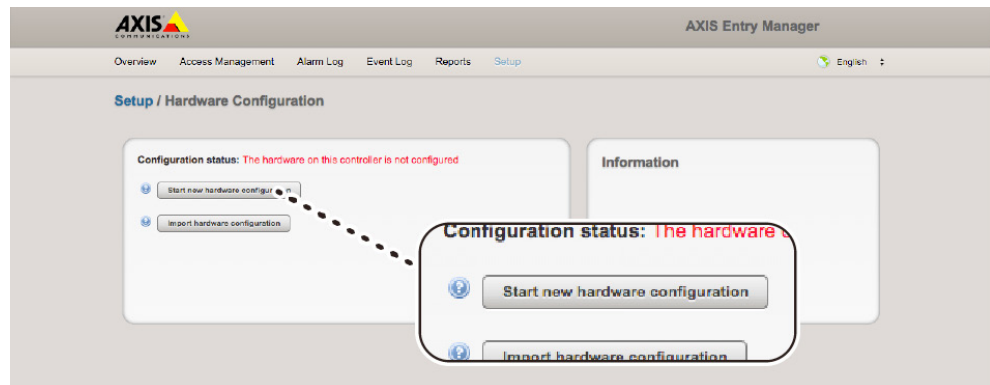 AXIS
COMMUNICATIONS
AXIS Entry Manager
Overview Access Management Alarm Log Event Log Reports Setup
English
Setup / Hardware Configuration
Configuration status: The hardware on this controller is not configured
Start new hardware
Import hardware configuration
Information
Configuration status: The hardware
Start new hardware configuration
Import hardware configuration